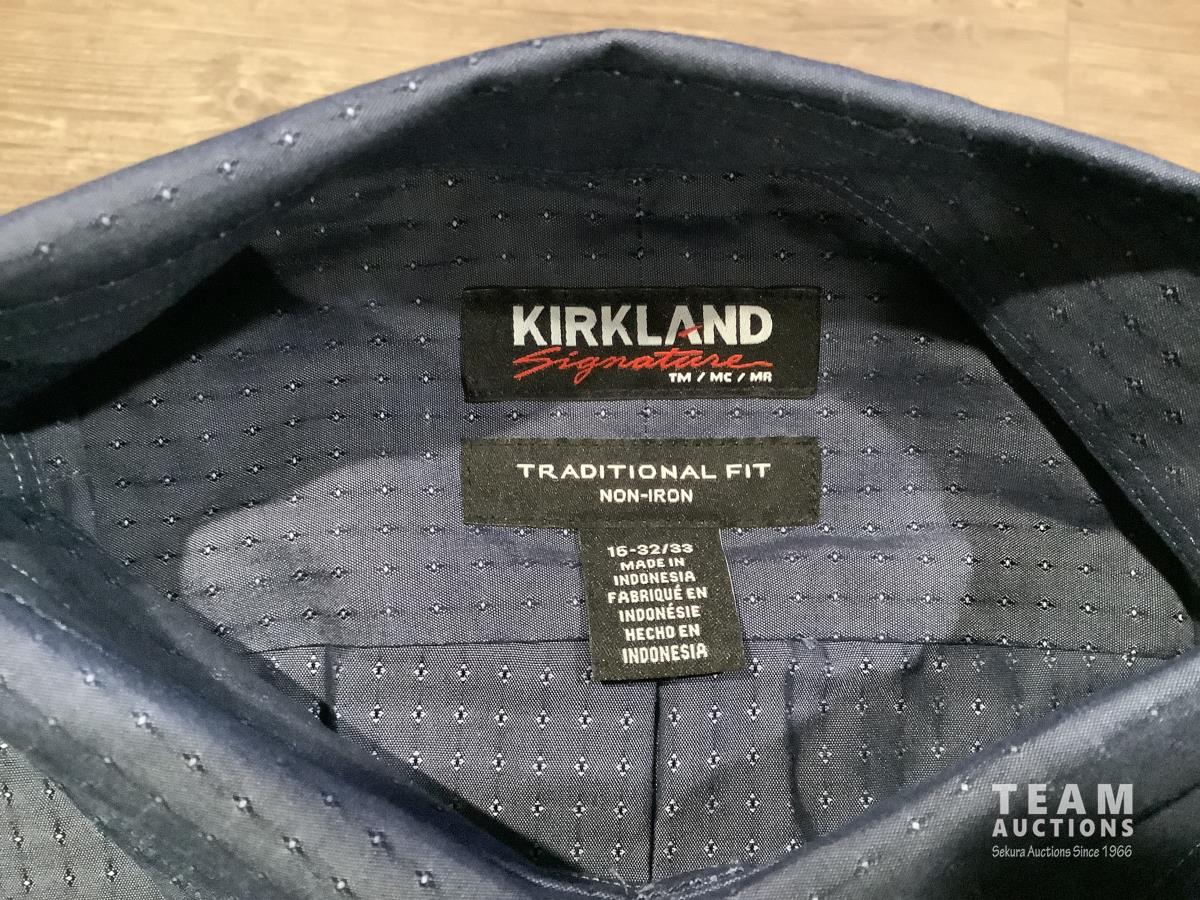 KIRKLAND
Signature
TM / MC / MR
TRADITIONAL FIT
NON-IRON
16-32/33
MADE IN
INDONESIA
FABRIQUÉ EN
INDONÉSIE
HECHO EN
INDONESIA
TEAM
AUCTIONS
Sekura Auctions Since 1966